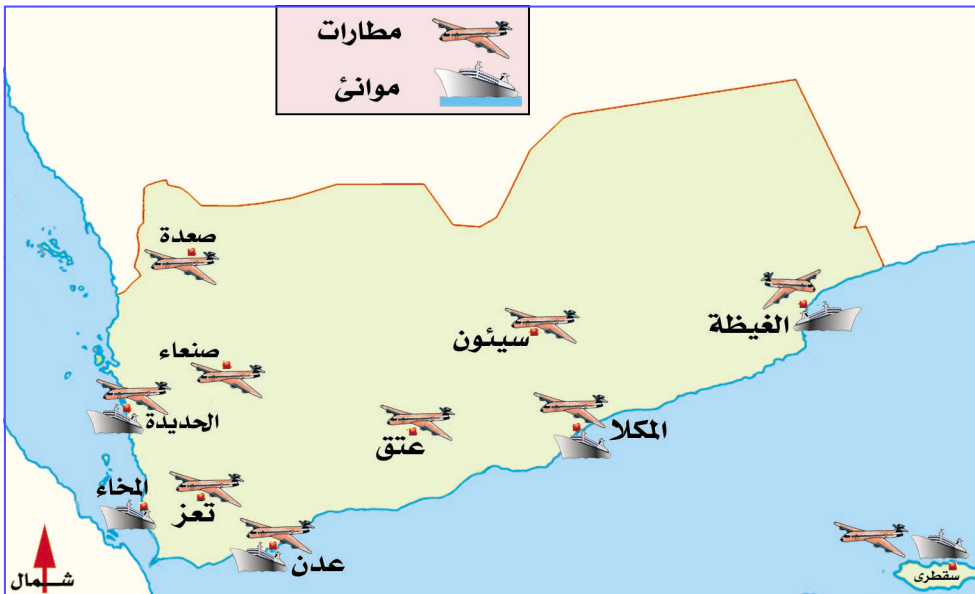 مطارات
موانئ
صعدة
صنعاء
الحديدة
المخاء
تعز
عدن
عتق
سيئون
المكلا
الغيظة
سقطرى
شمال